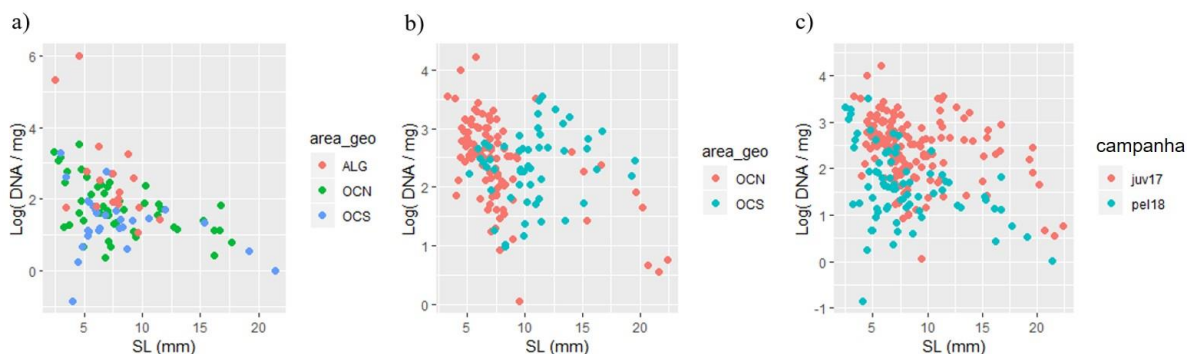 a)
6
4
2
0
5
10
15
20
Log( DNA / mg)
SL (mm)
area_geo
ALG
OCN
OCS
b)
4
3
2
1
0
5
10
15
20
Log( DNA / mg)
SL (mm)
area_geo
OCN
OCS
c)
4
3
2
1
0
-1
5
10
15
20
Log( DNA / mg)
SL (mm)
campanha
juv17
pel18